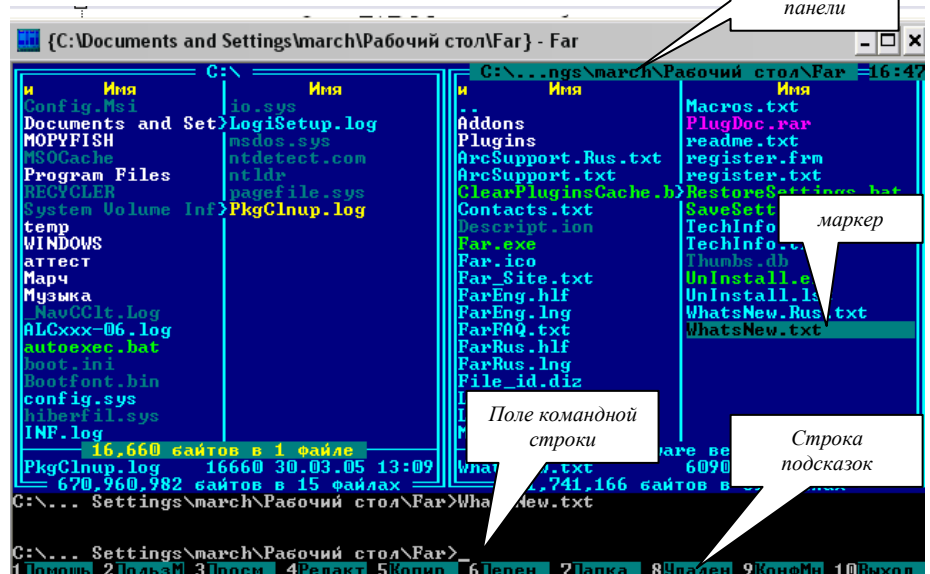 панели
{C:\Documents and Settings\march\Рабочий стол\Far} - Far
C:\
C:\...ngs\march\Рабочий стол\Far
16:47
и Имя Имя
Config.Msi io.sys
Documents and Set}LogiSetup.log
MOPYFISH msdos.sys
MSOCache ntdetect.com
Program Files ntldr
RECYCLER pagefile.sys
System Volume Inf}PkgClnup.log
temp
WINDOWS
аттест
Марч
Музыка
_NavCClt.Log
ALCxxx-06.log
autoexec.bat
boot.ini
Bootfont.bin
config.sys
hiberfil.sys
INF.log
16,660 байтов в 1 файле
PkgClnup.log 16660 30.03.05 13:09
670,960,982 байтов в 15 файлах
и Имя Имя
.. Macros.txt
Addons PlugDoc.rar
Plugins readme.txt
ArcSupport.Rus.txt register.frm
ArcSupport.txt register.txt
ClearPluginsCache.b}RestoreSettings.bat
Contacts.txt
Descript.ion
Far.exe
Far.ico Thumbs.db
Far_Site.txt
FarEng.hlf
FarEng.lng WhatsNew.Rus.txt
FarFAQ.txt WhatsNew.txt
FarRus.hlf
FarRus.lng
File_id.diz
маркер
Поле командной
строки
Строка
подсказок
C:\... Settings\march\Рабочий стол\Far>WhatsNew.txt
C:\... Settings\march\Рабочий стол\Far>_
1Помощь 2ПользМ 3Просм 4Редакт 5Копир 6Перен 7Папка 8Удален 9КонфМн 10Выход